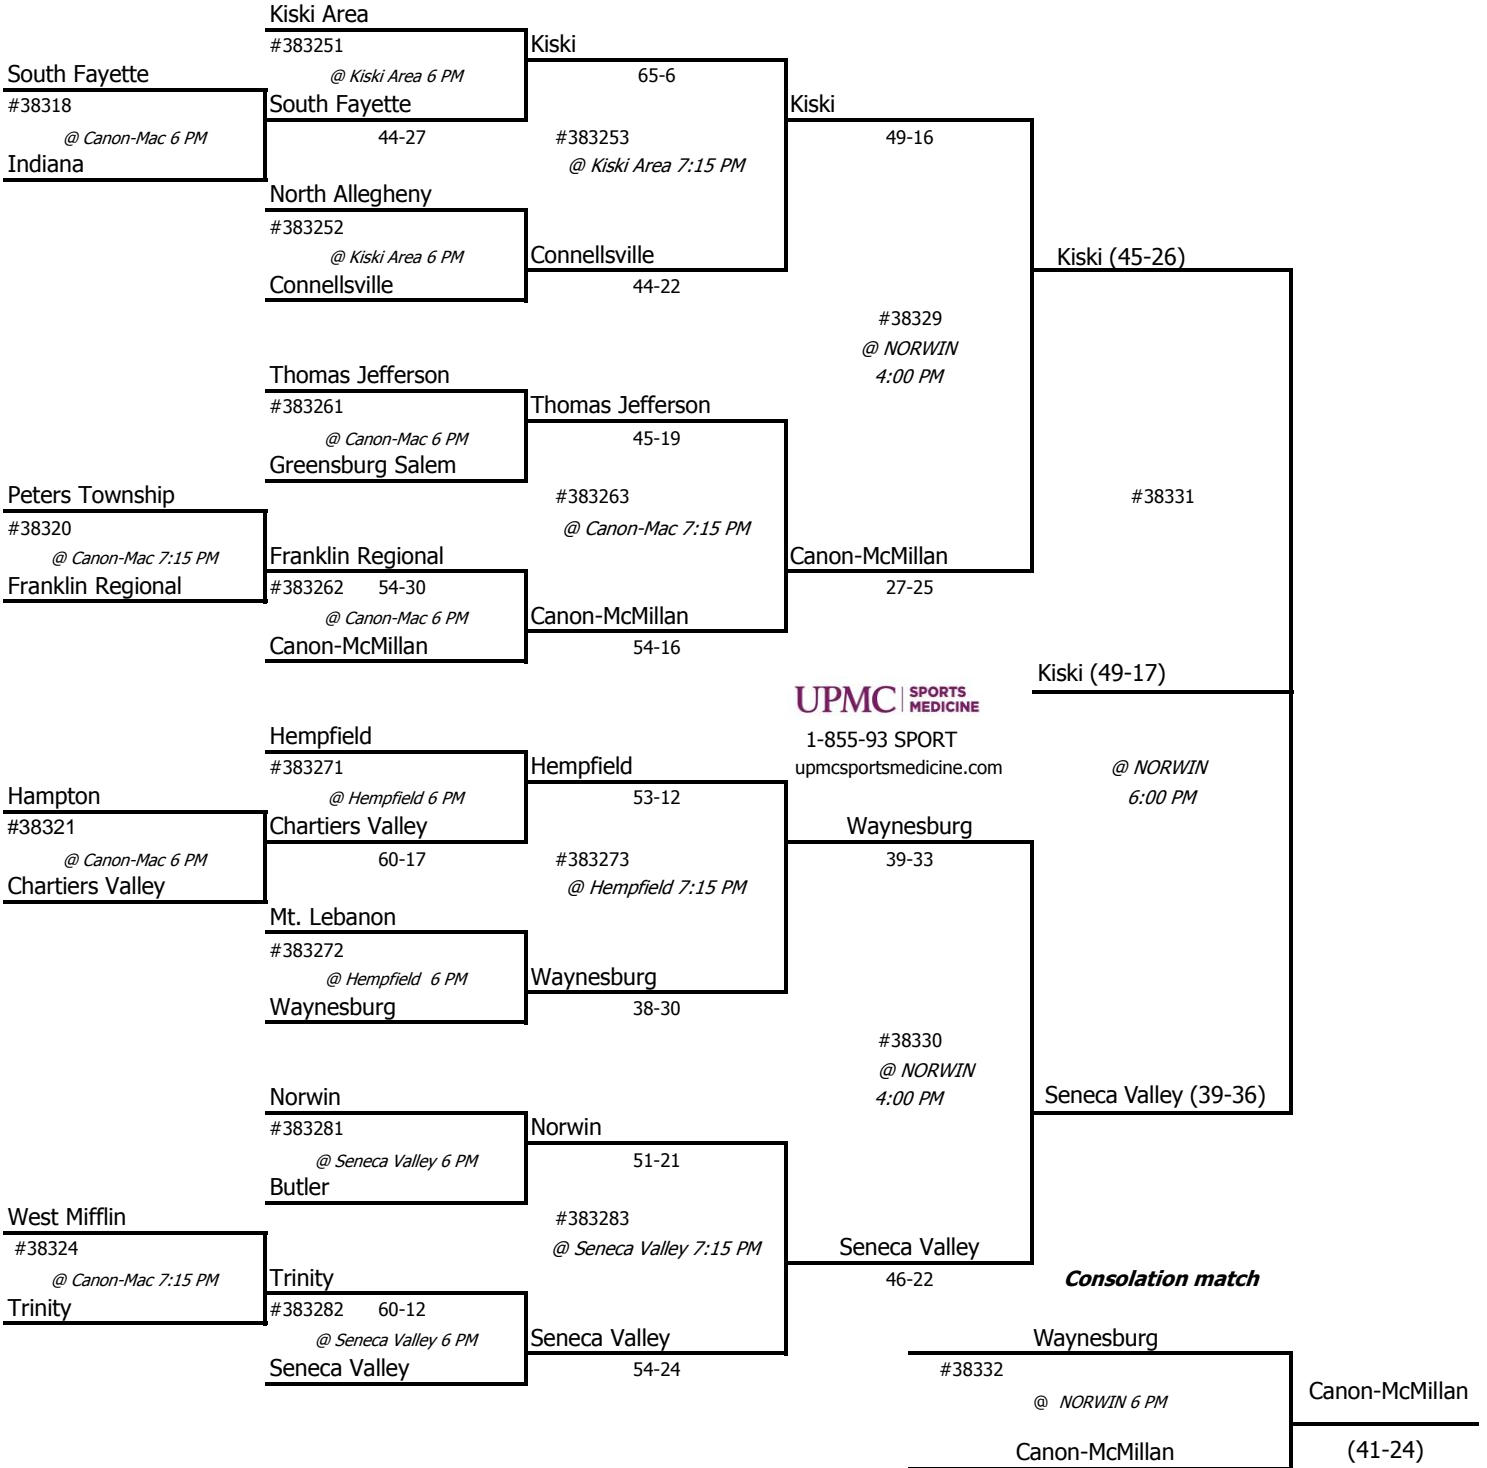 Kiski Area
#383251
Kiski
@ Kiski Area 6 PM
65-6
South Fayette
#38318
South Fayette
Kiski
@ Canon-Mac 6 PM
44-27
#383253
49-16
Indiana
@ Kiski Area 7:15 PM
North Allegheny
#383252
@ Kiski Area 6 PM
Connellsville
Kiski (45-26)
Connellsville
44-22
#38329
@ NORWIN
4:00 PM
Thomas Jefferson
#383261
Thomas Jefferson
@ Canon-Mac 6 PM
45-19
Greensburg Salem
Peters Township
#383263
#38331
#38320
@ Canon-Mac 7:15 PM
@ Canon-Mac 7:15 PM
Franklin Regional
Canon-McMillan
Franklin Regional
#383262 54-30
27-25
@ Canon-Mac 6 PM
Canon-McMillan
Canon-McMillan
54-16
Kiski (49-17)
UPMC | SPORTS
MEDICINE
1-855-93 SPORT
upmcsportsmedicine.com
Hempfield
#383271
Hempfield
@ NORWIN
6:00 PM
Hampton
@ Hempfield 6 PM
53-12
#38321
Chartiers Valley
Waynesburg
@ Canon-Mac 6 PM
60-17
#383273
39-33
Chartiers Valley
@ Hempfield 7:15 PM
Mt. Lebanon
#383272
@ Hempfield 6 PM
Waynesburg
Waynesburg
38-30
#38330
@ NORWIN
4:00 PM
Seneca Valley (39-36)
Norwin
#383281
Norwin
@ Seneca Valley 6 PM
51-21
Butler
West Mifflin
#383283
#38324
@ Seneca Valley 7:15 PM
Seneca Valley
@ Canon-Mac 7:15 PM
Trinity
46-22
Consolation match
Trinity
#383282 60-12
@ Seneca Valley 6 PM
Seneca Valley
Waynesburg
Seneca Valley
54-24
#38332
@ NORWIN 6 PM
Canon-McMillan
Canon-McMillan
(41-24)